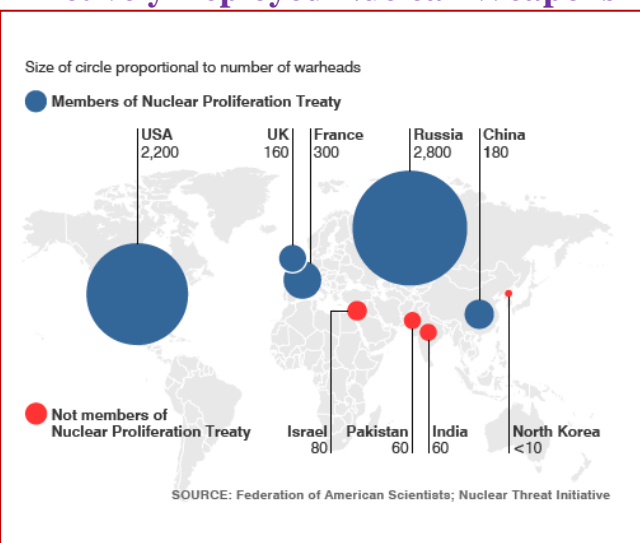 Size of circle proportional to number of warheads
Members of Nuclear Proliferation Treaty
USA
2,200
UK
160
France
300
Russia
2,800
China
180
Not members of
Nuclear Proliferation Treaty
Israel
80
Pakistan
60
India
60
North Korea
<10
SOURCE: Federation of American Scientists; Nuclear Threat Initiative